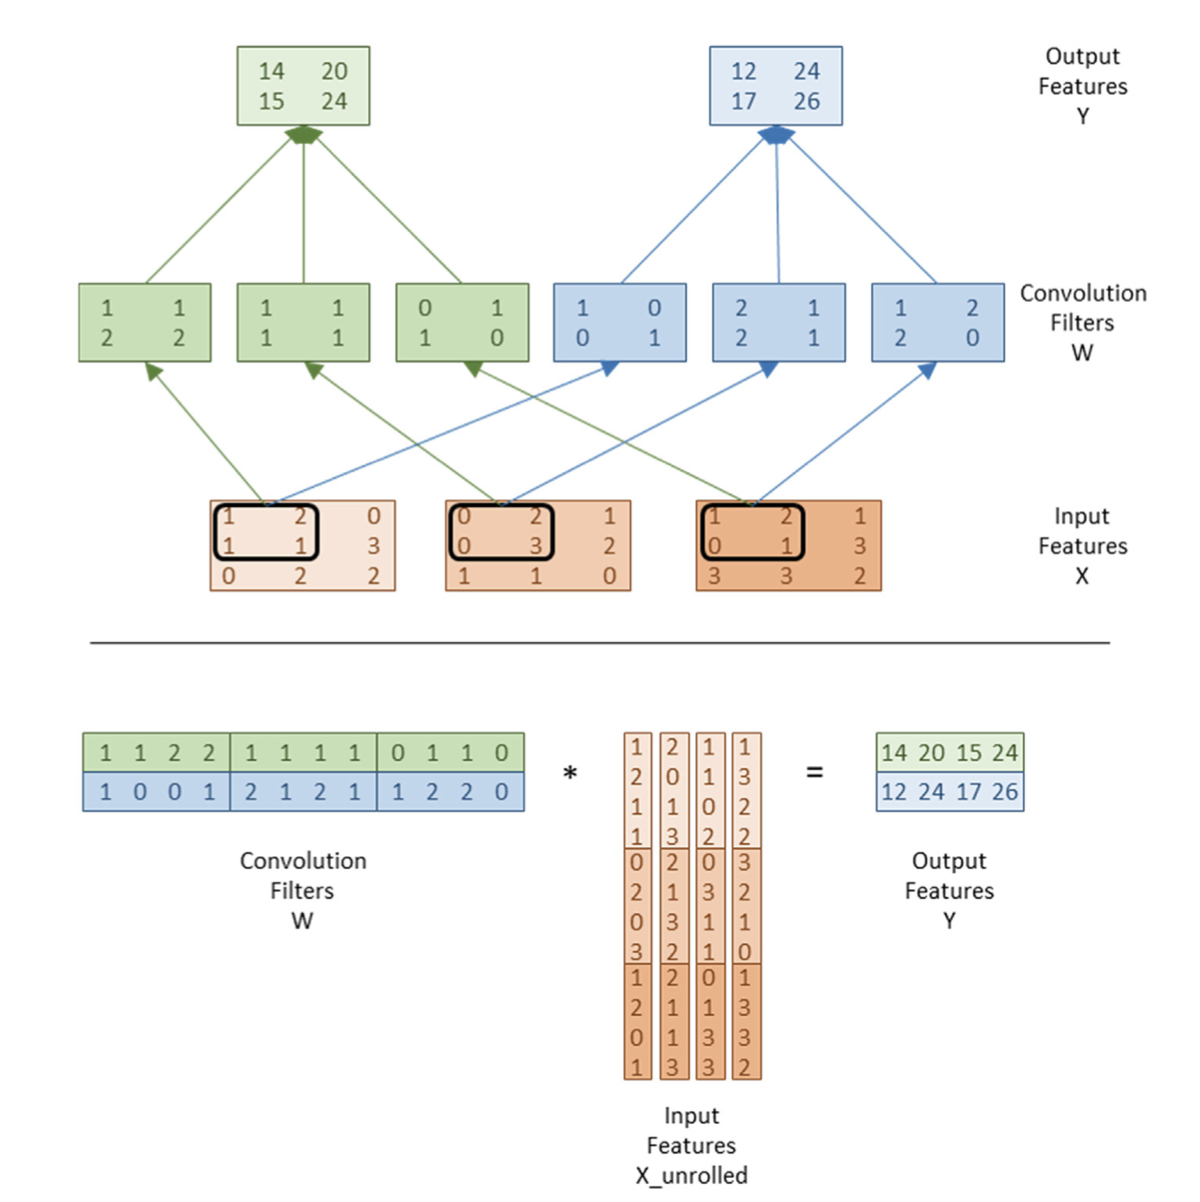 14 20
15 24
12 24
17 26
Output
Features
Y
1 1
2 2
1 1
1 1
0 1
1 0
1 0
0 1
2 1
2 1
1 2
2 0
Convolution
Filters
W
1 2 0
1 1 3
0 2 2
0 2 1
0 3 2
1 1 0
1 2 1
0 1 3
3 3 2
Input
Features
X
1 1 2 2 1 1 1 1 0 1 1 0
1 0 0 1 2 1 2 1 1 2 2 0
Convolution
Filters
W
*
1 2 1 1
2 0 1 3
1 1 0 2
1 3 2 2
0 2 0 3
2 1 3 2
0 3 1 1
3 2 1 0
1 2 0 1
2 1 1 3
0 1 3 3
1 3 3 2
Input
Features
X_unrolled
=
14 20 15 24
12 24 17 26
Output
Features
Y